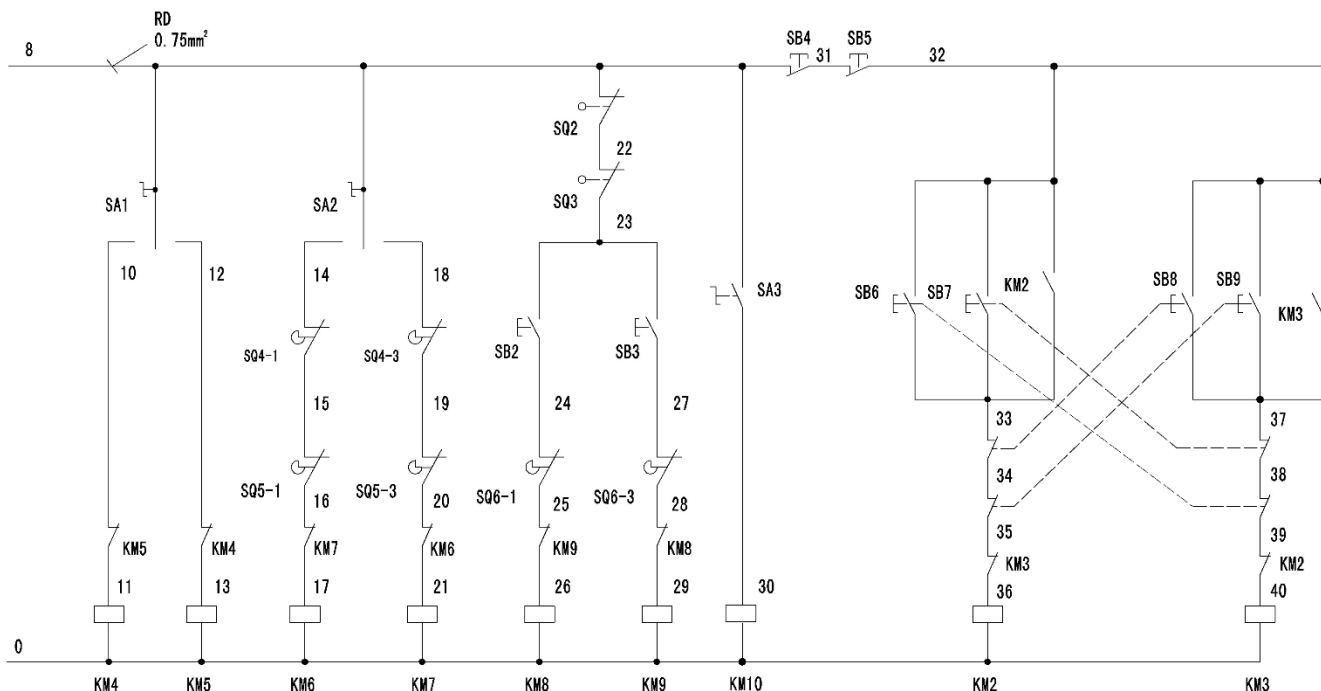 RD
0.75mm²
8
SB4
31
SB5
32
SQ2
22
SQ3
23
SA1
SA2
10
12
14
18
SA3
SB6
SB7
KM2
SB8
SB9
KM3
SQ4-1
SQ4-3
SB2
SB3
15
19
24
27
33
37
34
38
SQ5-1
16
SQ5-3
20
SQ6-1
25
SQ6-3
28
35
39
KM5
KM4
KM7
KM6
KM9
KM8
KM3
KM2
11
13
17
21
26
29
30
36
40
0
KM4
KM5
KM6
KM7
KM8
KM9
KM10
KM2
KM3